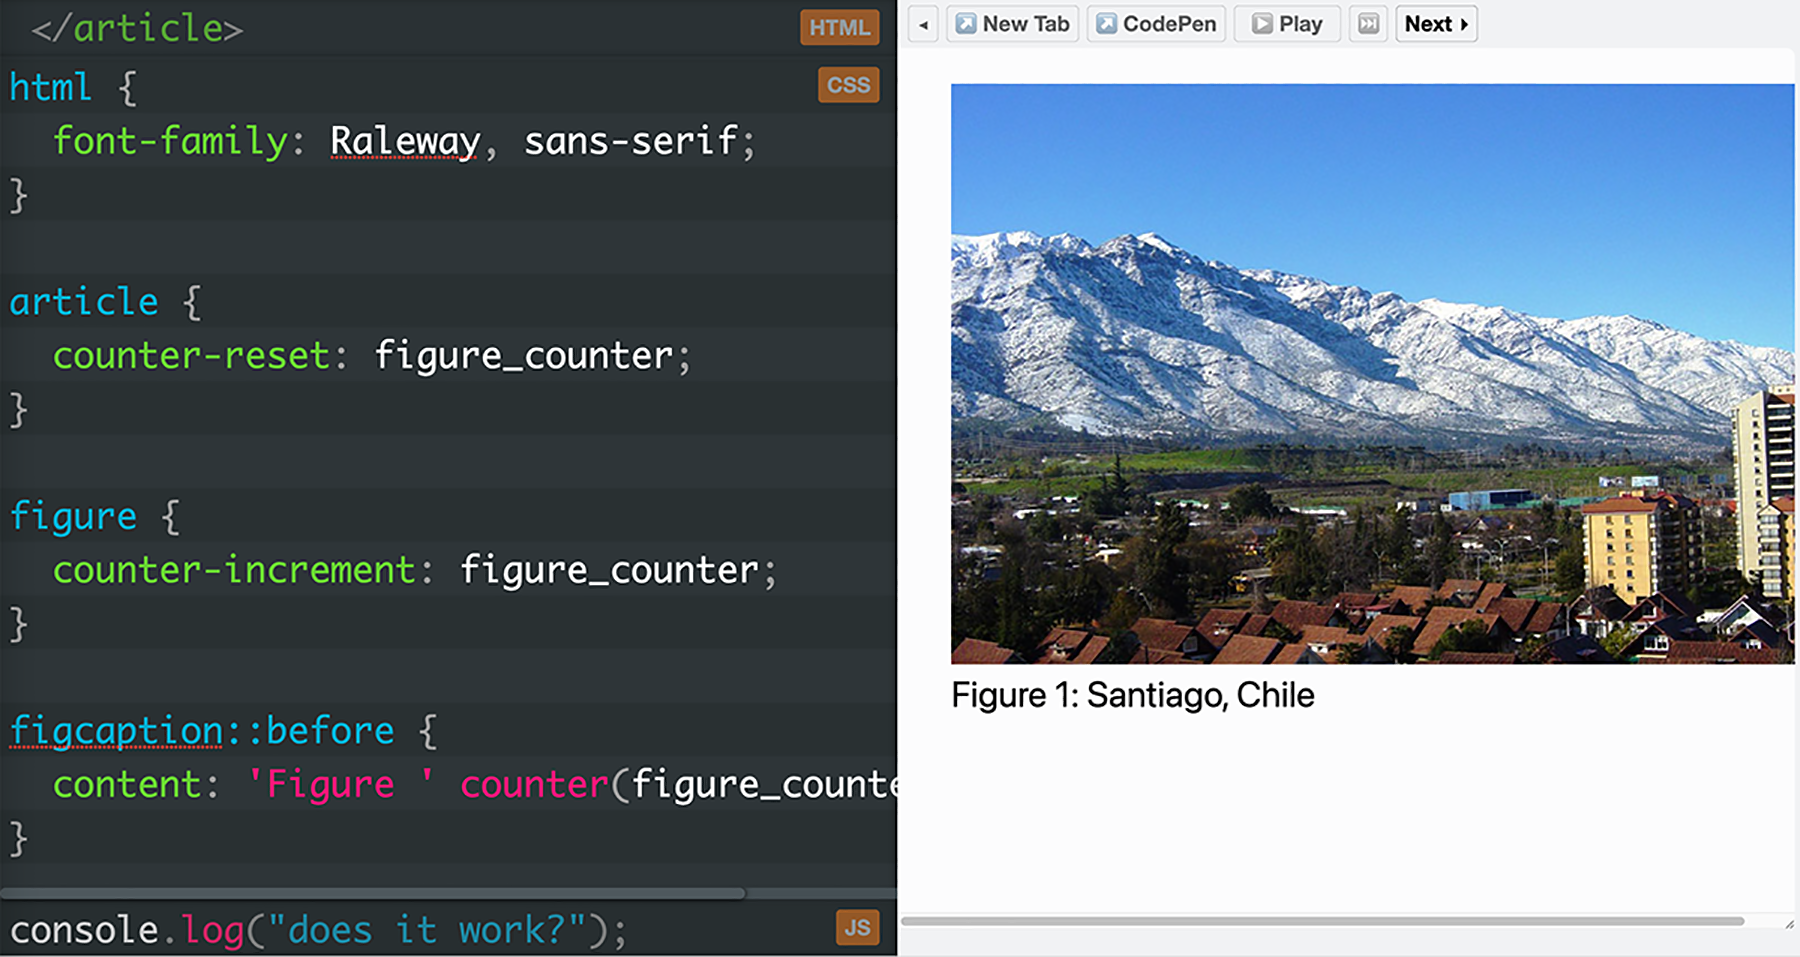 </article>
HTML
html {
CSS
font-family: Raleway, sans-serif;
}
article {
counter-reset: figure_counter;
}
figure {
counter-increment: figure_counter;
}
figcaption::before {
content: 'Figure ' counter(figure_counte
}
console.log("does it work?");
JS
New Tab
CodePen
Play
Next
Figure 1: Santiago, Chile